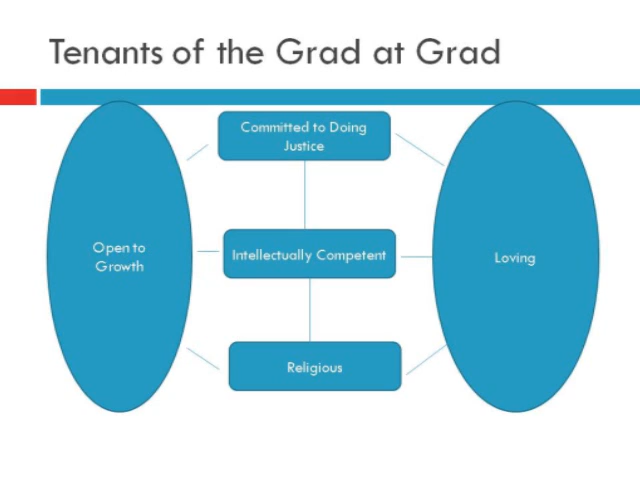 Tenants of the Grad at Grad
Committed to Doing
Justice
Open to
Growth
Intellectually Competent
Loving
Religious